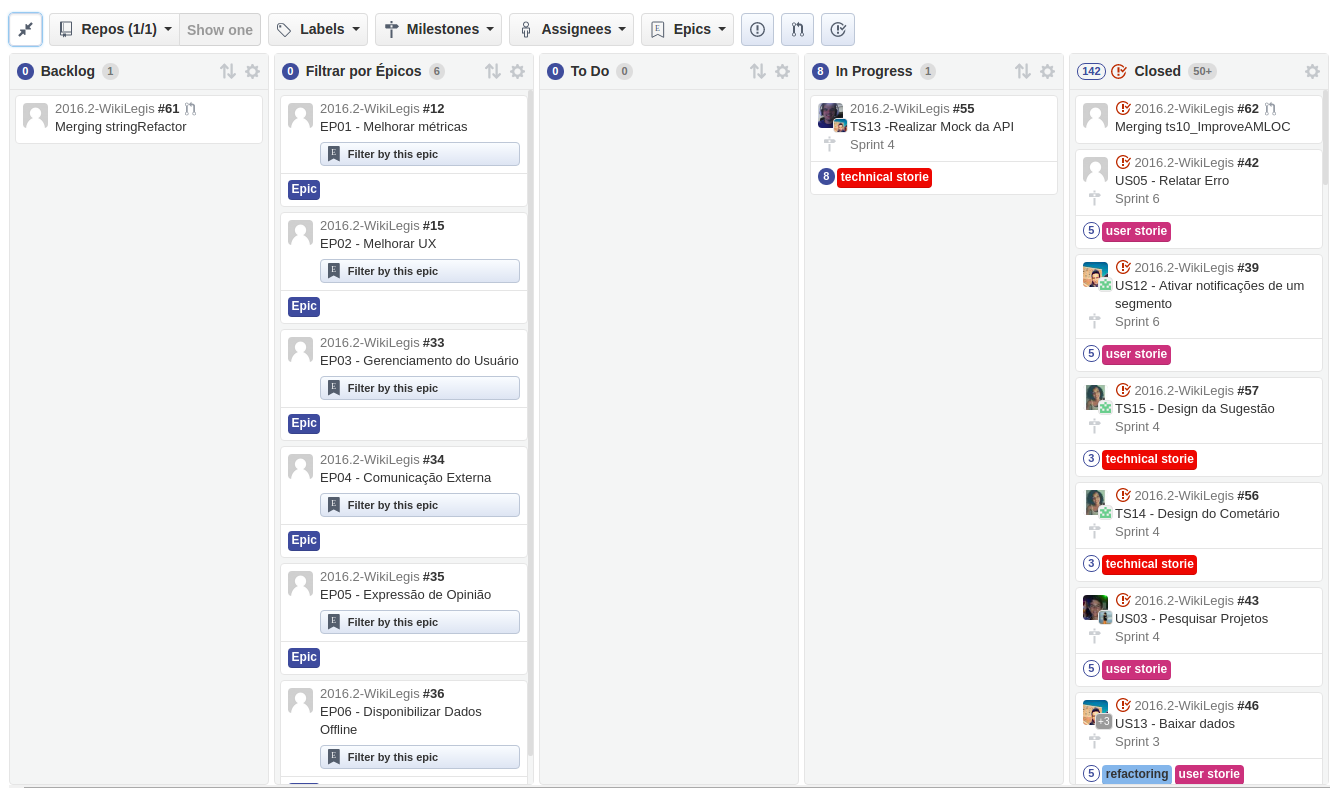 Repos (1/1) Show one Labels Milestones Assignees Epics
0 Backlog 1
2016.2-WikiLegis #61
Merging stringRefactor
0 Filtrar por Épicos 6
2016.2-WikiLegis #12
EP01 - Melhorar métricas
E Filter by this epic
Epic
2016.2-WikiLegis #15
EP02 - Melhorar UX
E Filter by this epic
Epic
2016.2-WikiLegis #33
EP03 - Gerenciamento do Usuário
E Filter by this epic
Epic
2016.2-WikiLegis #34
EP04 - Comunicação Externa
E Filter by this epic
Epic
2016.2-WikiLegis #35
EP05 - Expressão de Opinião
E Filter by this epic
Epic
2016.2-WikiLegis #36
EP06 - Disponibilizar Dados
Offline
E Filter by this epic
0 To Do 0
8 In Progress 1
2016.2-WikiLegis #55
TS13 -Realizar Mock da API
Sprint 4
8 technical storie
142 Closed 50+
2016.2-WikiLegis #62
Merging ts10_ImproveAMLOC
2016.2-WikiLegis #42
US05 - Relatar Erro
Sprint 6
5 user storie
2016.2-WikiLegis #39
US12 - Ativar notificações de um
segmento
Sprint 6
5 user storie
2016.2-WikiLegis #57
TS15 - Design da Sugestão
Sprint 4
3 technical storie
2016.2-WikiLegis #56
TS14 - Design do Cometário
Sprint 4
3 technical storie
2016.2-WikiLegis #43
US03 - Pesquisar Projetos
Sprint 4
5 user storie
2016.2-WikiLegis #46
+3 US13 - Baixar dados
Sprint 3
5 refactoring user storie